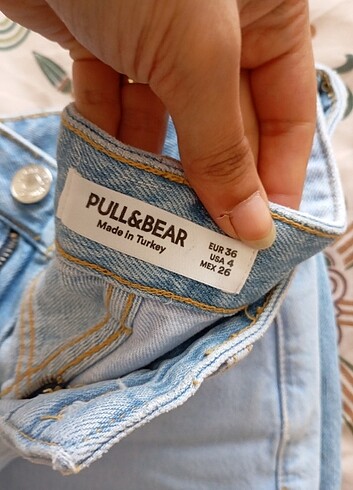 PULL&BEAR
Made in Turkey
EUR 36
USA 4
MEX 26